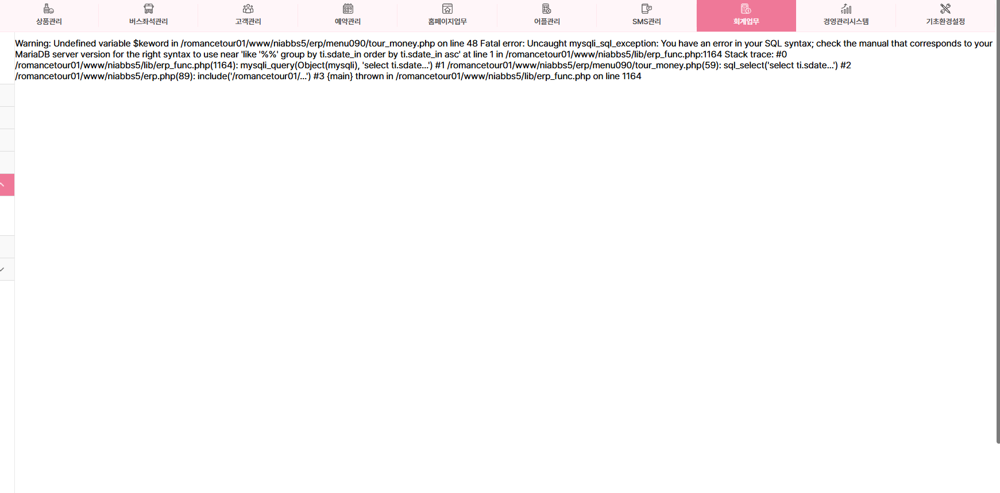 상품관리
버스좌석관리
고객관리
예약관리
홈페이지업무
어플관리
SMS관리
회계업무
경영관리시스템
기초환경설정
Warning: Undefined variable $keword in /romancetour01/www/niabbs5/erp/menu090/tour_money.php on line 48 Fatal error: Uncaught mysqli_sql_exception: You have an error in your SQL syntax; check the manual that corresponds to your
MariaDB server version for the right syntax to use near 'like '%%' group by ti.sdate_in order by ti.sdate_in asc' at line 1 in /romancetour01/www/niabbs5/lib/erp_func.php:1164 Stack trace: #0
/romancetour01/www/niabbs5/lib/erp_func.php(1164): mysqli_query(Object(mysqli), 'select ti.sdate...') #1 /romancetour01/www/niabbs5/erp/menu090/tour_money.php(59): sql_select('select ti.sdate...') #2
/romancetour01/www/niabbs5/erp.php(89): include('/romancetour01/...') #3 {main} thrown in /romancetour01/www/niabbs5/lib/erp_func.php on line 1164